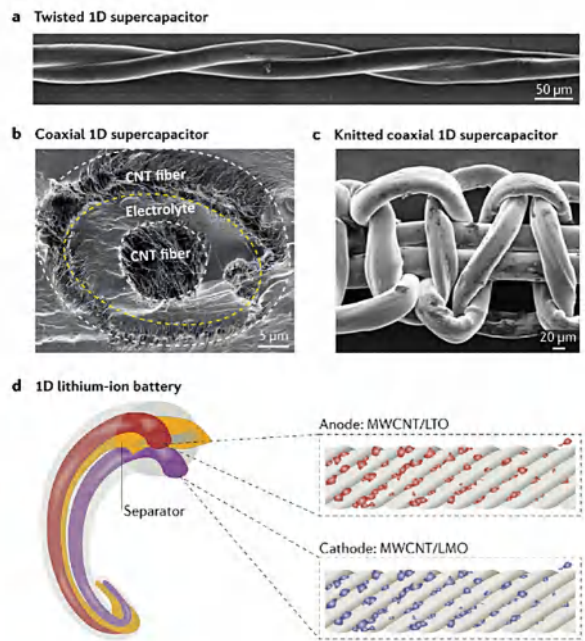 a Twisted 1D supercapacitor
50 µm
b Coaxial 1D supercapacitor
CNT fiber
Electrolyte
CNT fiber
5 µm
c Knitted coaxial 1D supercapacitor
20 µm
d 1D lithium-ion battery
Separator
Anode: MWCNT/LTO
Cathode: MWCNT/LMO